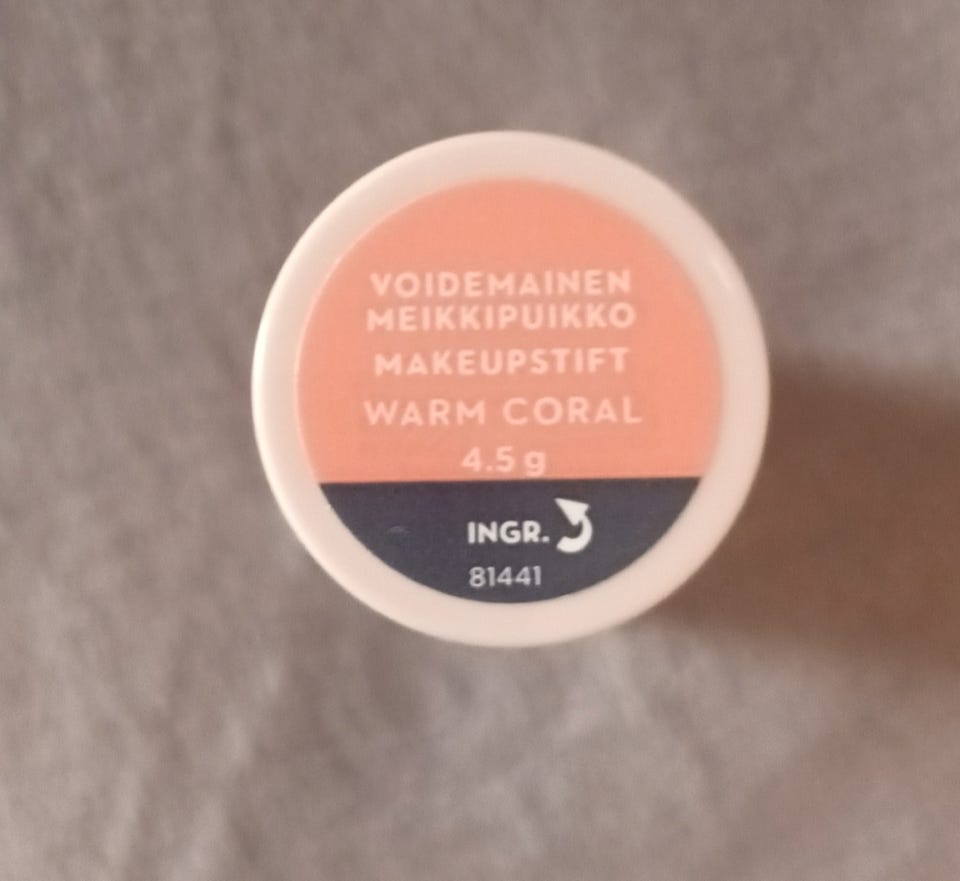 VOIDEMAINEN
MEIKKIPUIKKO
MAKEUPSTIFT
WARM CORAL
4.5 g
INGR.
81441